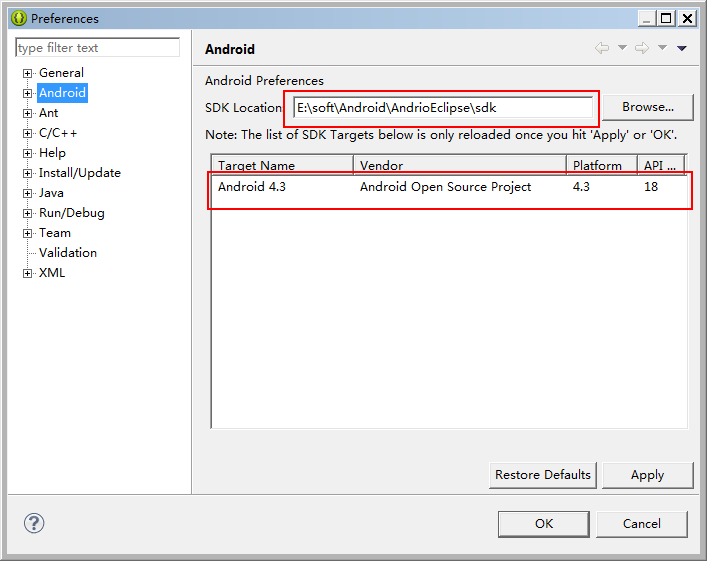 Preferences
type filter text
General
Android
Ant
C/C++
Help
Install/Update
Java
Run/Debug
Team
Validation
XML
Android
Android Preferences
SDK Location: E:\soft\Android\AndrioEclipse\sdk Browse...
Note: The list of SDK Targets below is only reloaded once you hit 'Apply' or 'OK'.
Target Name Vendor Platform API ...
Android 4.3 Android Open Source Project 4.3 18
Restore Defaults Apply
? OK Cancel